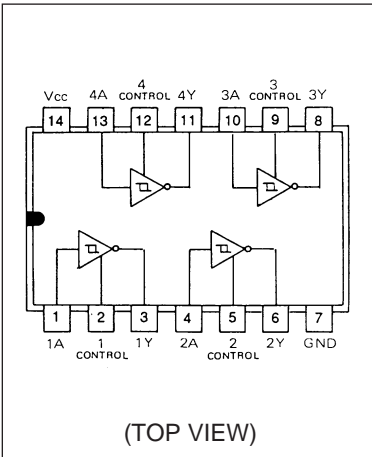 4 3
Vcc 4A CONTROL 4Y 3A CONTROL 3Y
14 13 12 11 10 9 8
1 2 3 4 5 6 7
1A 1 1Y 2A 2 2Y GND
CONTROL CONTROL
(TOP VIEW)